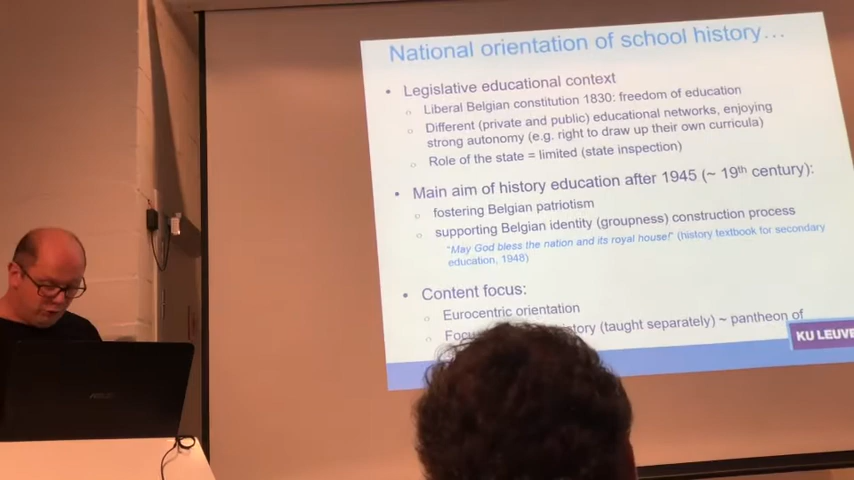 National orientation of school history…
• Legislative educational context
○ Liberal Belgian constitution 1830: freedom of education
○ Different (private and public) educational networks, enjoying
strong autonomy (e.g. right to draw up their own curricula)
○ Role of the state = limited (state inspection)
• Main aim of history education after 1945 (~ 19th century):
○ fostering Belgian patriotism
○ supporting Belgian identity (groupness) construction process
"May God bless the nation and its royal house!" (history textbook for secondary
education, 1948)
• Content focus:
○ Eurocentric orientation
○ (taught separately) ~ pantheon of
KU LEUVE
ASUS